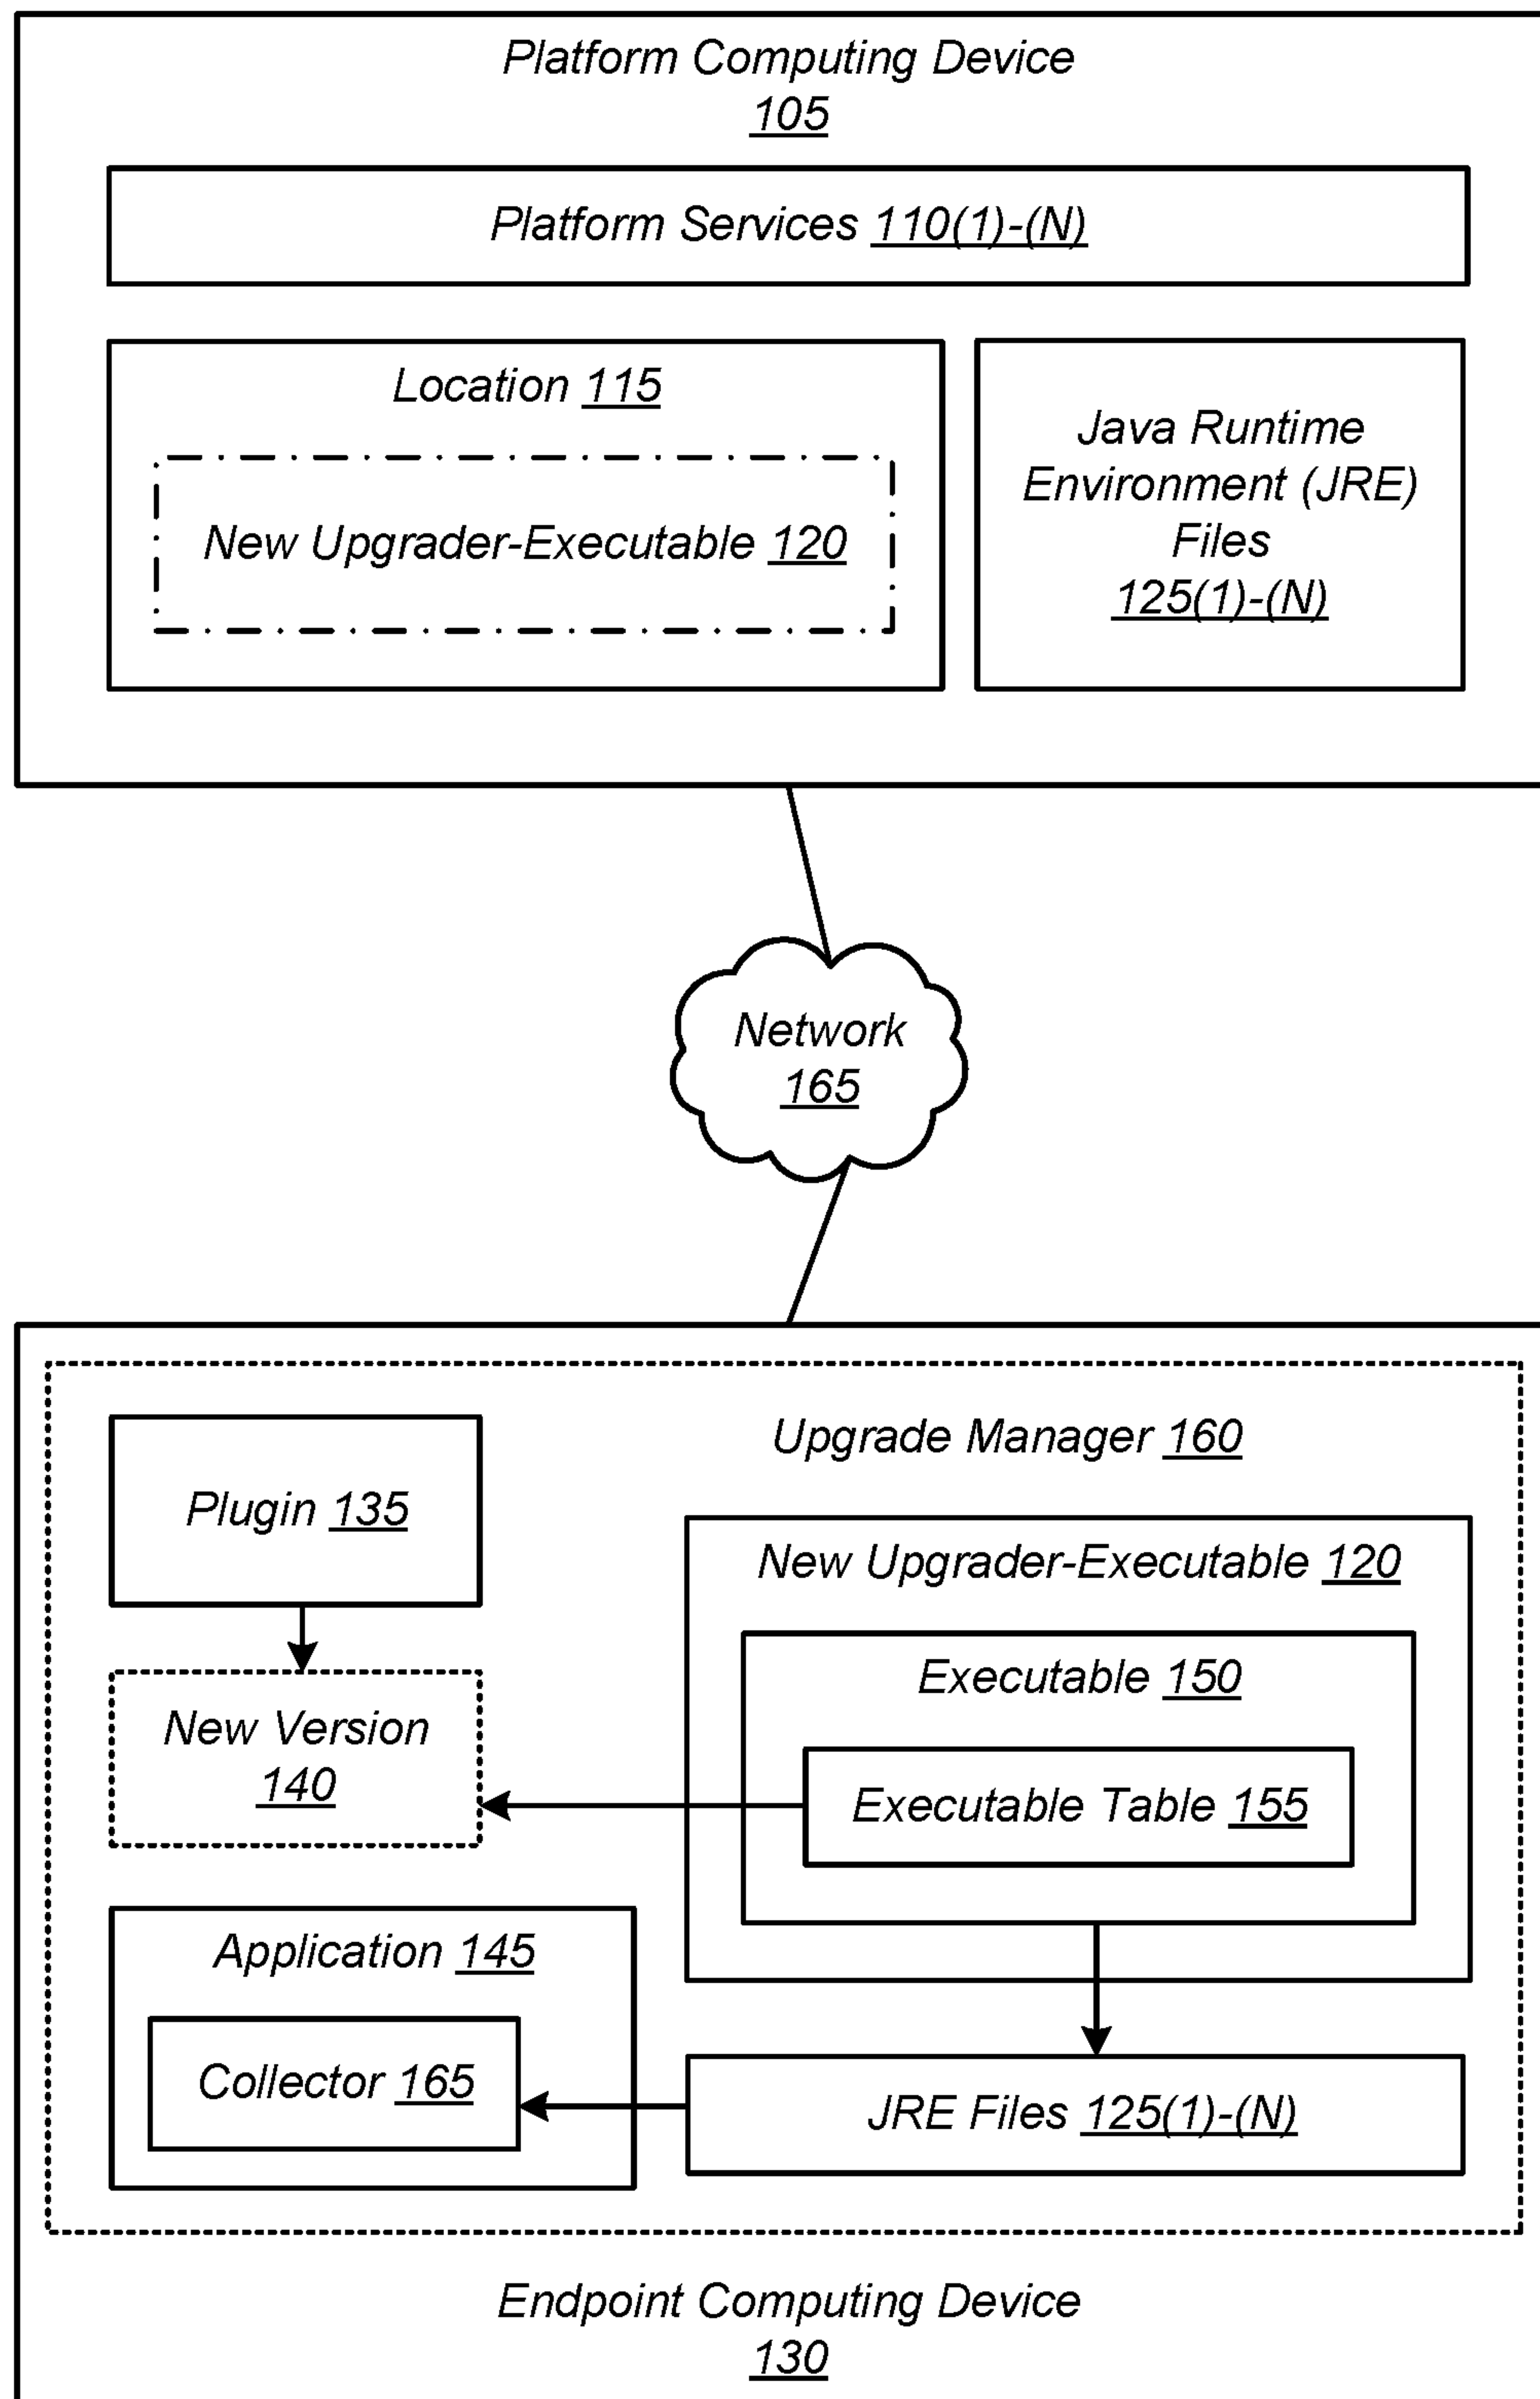 Platform Computing Device
105
Platform Services 110(1)-(N)
Location 115
New Upgrader-Executable 120
Java Runtime
Environment (JRE)
Files
125(1)-(N)
Network
165
Upgrade Manager 160
Plugin 135
New Upgrader-Executable 120
Executable 150
New Version
140
Executable Table 155
Application 145
Collector 165
JRE Files 125(1)-(N)
Endpoint Computing Device
130